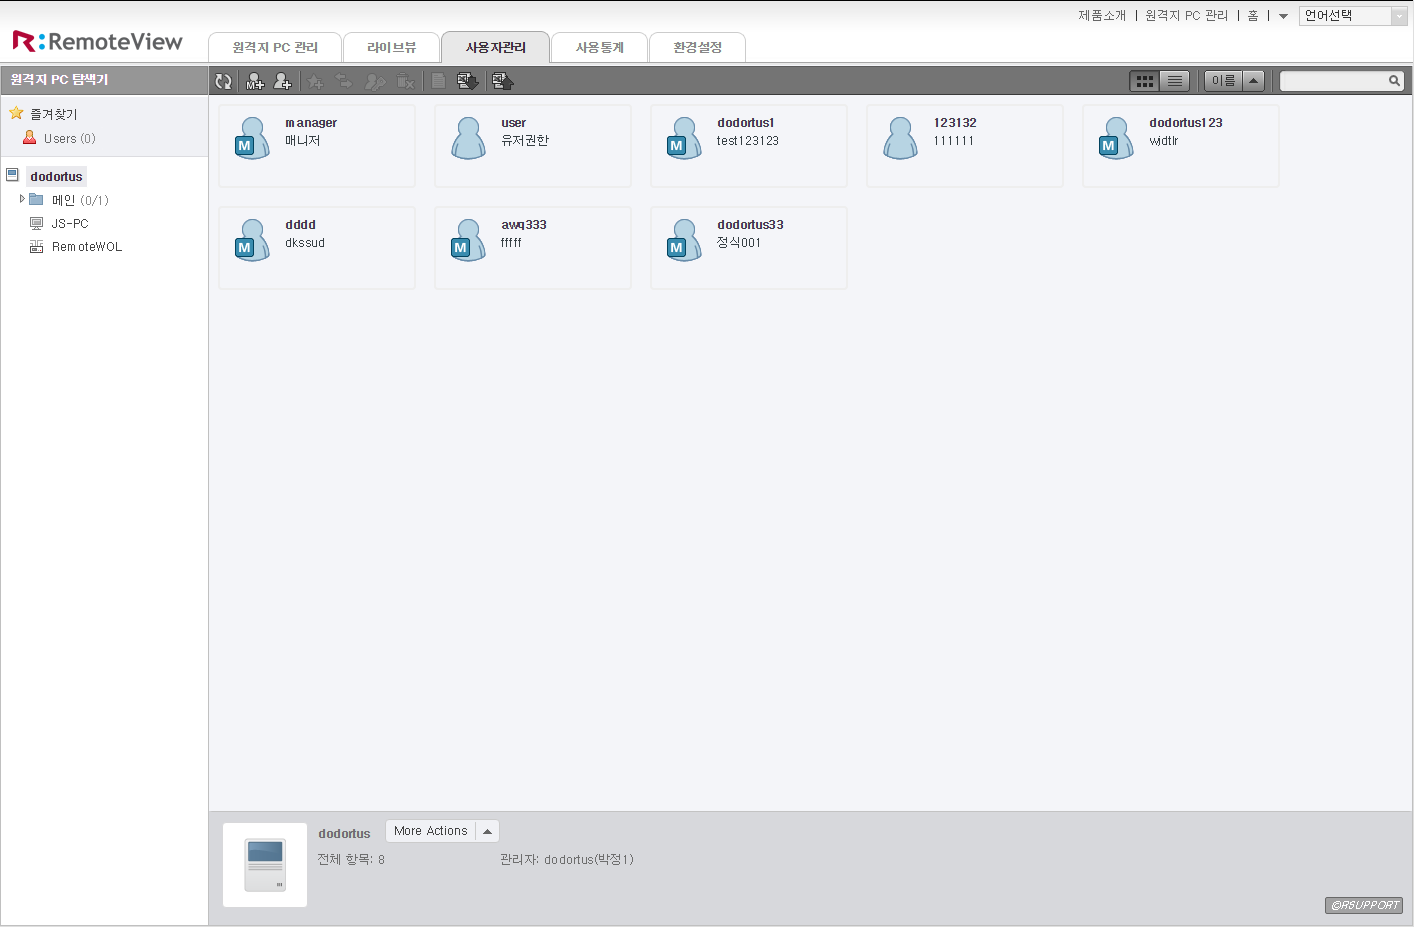 제품소개 | 원격지 PC 관리 | 홈 | 언어선택
R:RemoteView
원격지 PC 관리 라이브뷰 사용자관리 사용통계 환경설정
원격지 PC 탐색기
M+
이름
즐겨찾기
Users (0)
dodortus
메인 (0/1)
JS-PC
RemoteWOL
M manager
매니저
user
유저권한
M dodortus1
test123123
123132
111111
M dodortus123
widtlr
M dddd
dkssud
M awq333
fffff
M dodortus33
정식001
dodortus More Actions
전체 항목: 8 관리자: dodortus(박정1)
©RSUPPORT